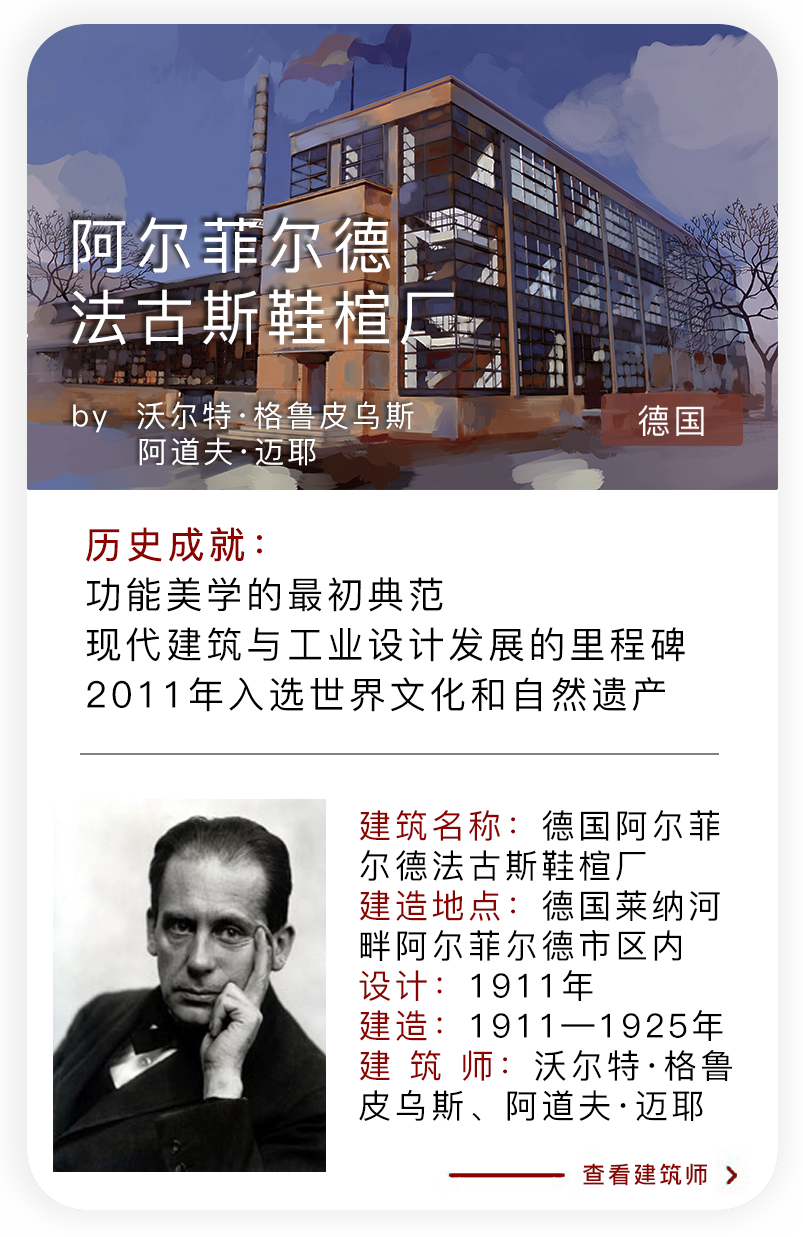 阿尔菲尔德
法古斯鞋楦厂
by 沃尔特·格鲁皮乌斯
阿道夫·迈耶
德国
历史成就：
功能美学的最初典范
现代建筑与工业设计发展的里程碑
2011年入选世界文化和自然遗产
建筑名称：德国阿尔菲
尔德法古斯鞋楦厂
建造地点：德国莱纳河
畔阿尔菲尔德市区内
设计：1911年
建造：1911—1925年
建 筑 师：沃尔特·格鲁
皮乌斯、阿道夫·迈耶
查看建筑师 >